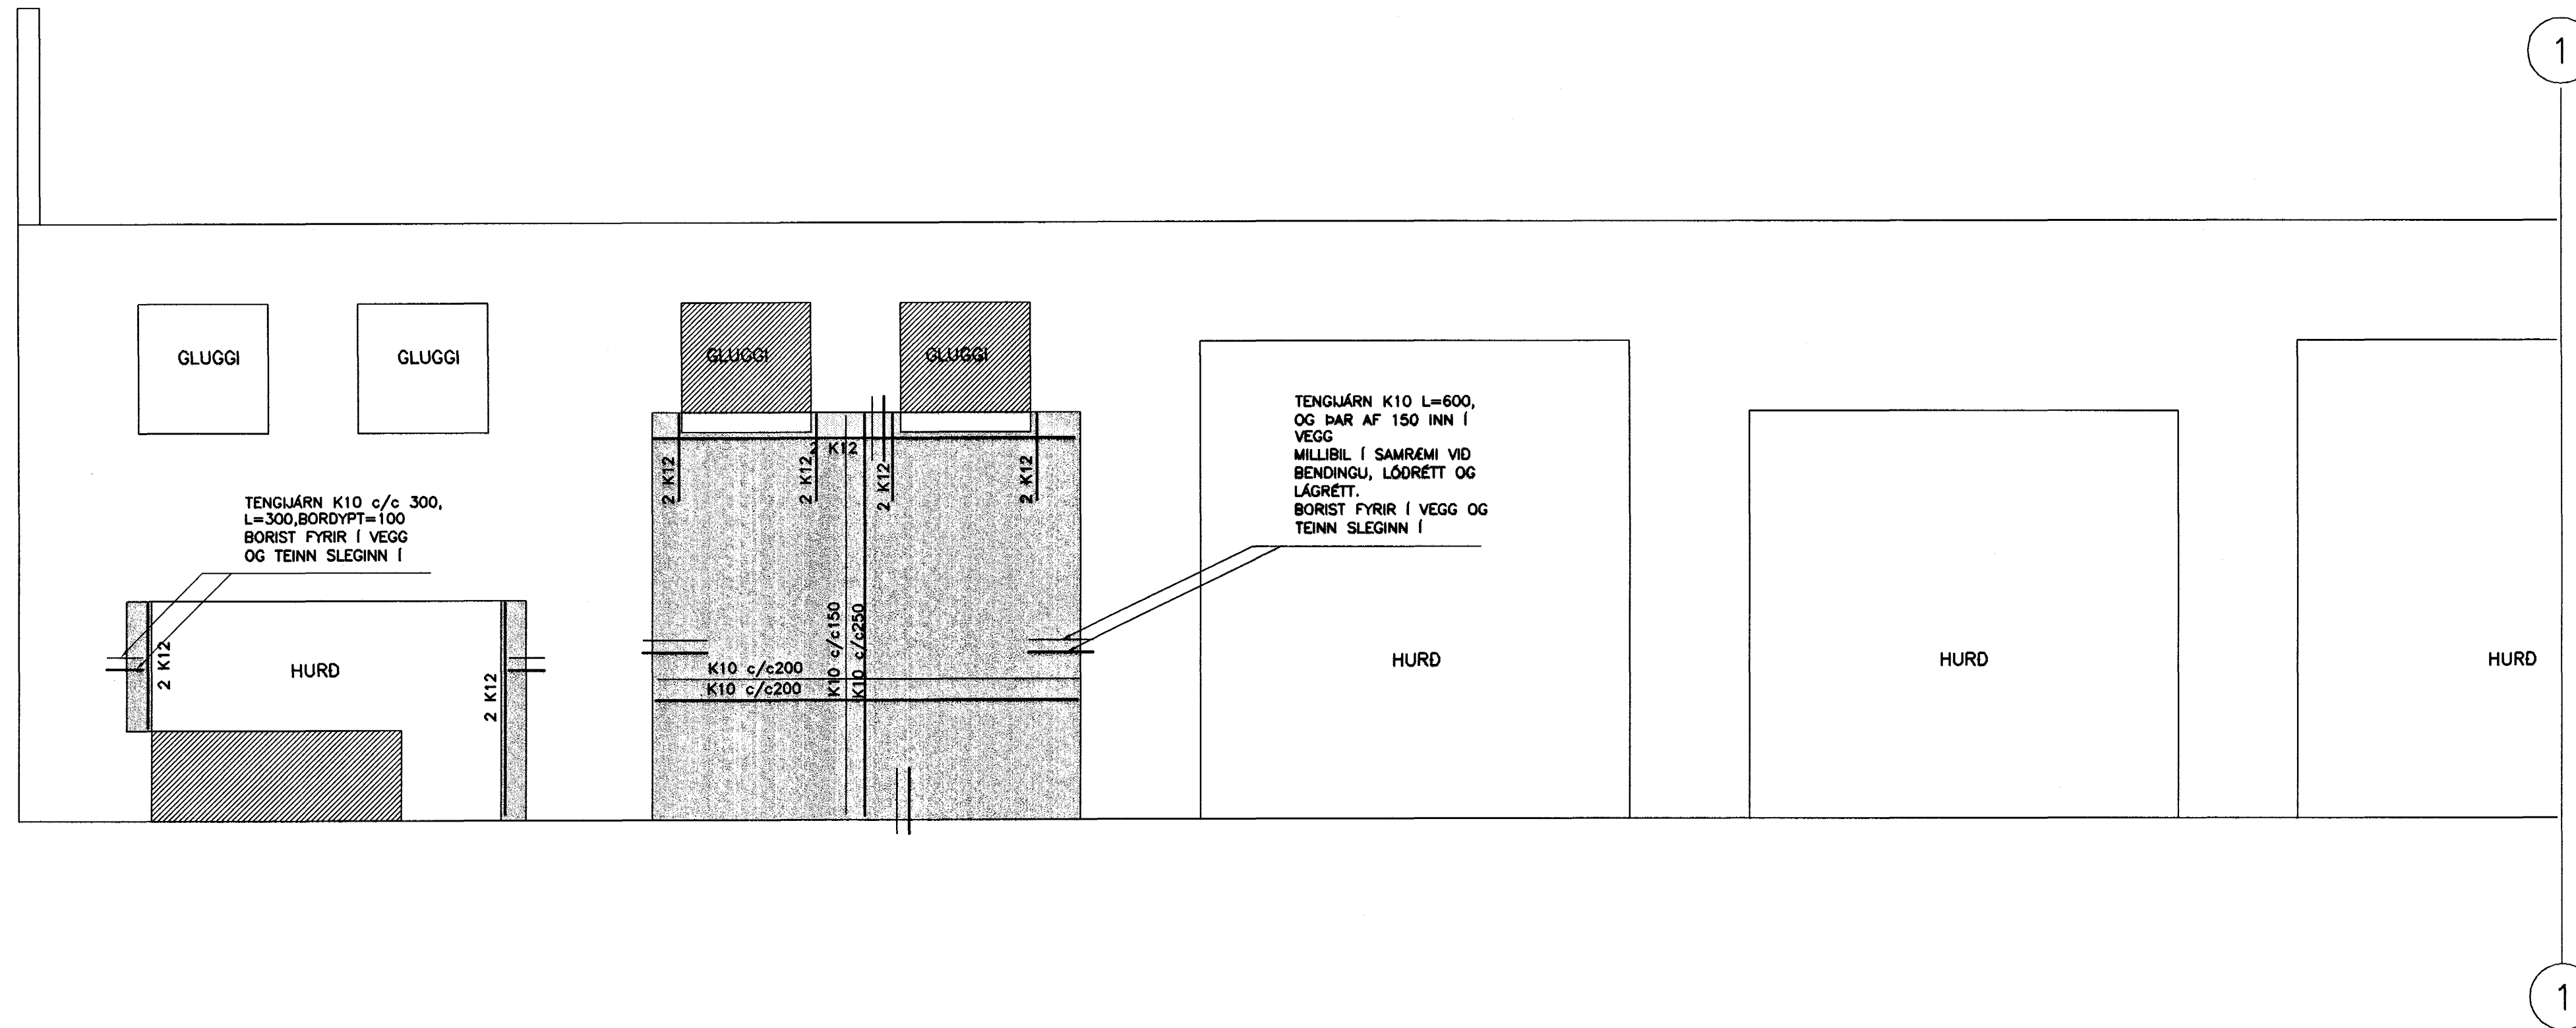 1
GLUGGI
GLUGGI
GLUGGI
GLUGGI
TENGIJÁRN K10 c/c 300,
L=300,BORDYPT=100
BORIST FYRIR Í VEGG
OG TEINN SLEGINN Í
2 K12
HURÐ
2 K12
2 K12
2 K12
2 K12
2 K12
2 K12
K10 c/c150
K10 c/c250
K10 c/c200
K10 c/c200
TENGIJÁRN K10 L=600,
OG ÞAR AF 150 INN Í
VEGG
MILLIBIL Í SAMRÆMI VIÐ
BENDINGU, LÓÐRÉTT OG
LÁGRÉTT.
BORIST FYRIR Í VEGG OG
TEINN SLEGINN Í
HURÐ
HURÐ
HURÐ
1